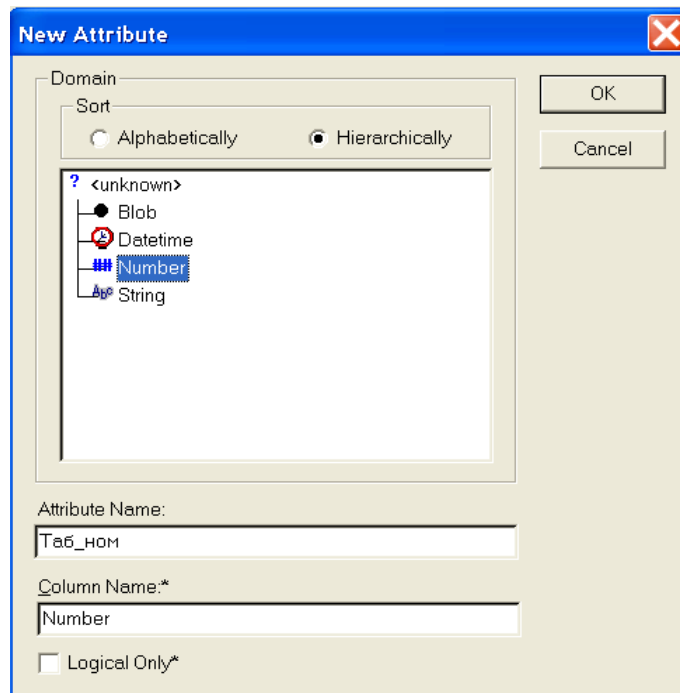 New Attribute
Domain
Sort
Alphabetically
Hierarchically
? <unknown>
Blob
Datetime
Number
Abc String
OK
Cancel
Attribute Name:
Таб_ном
Column Name:*
Number
Logical Only*